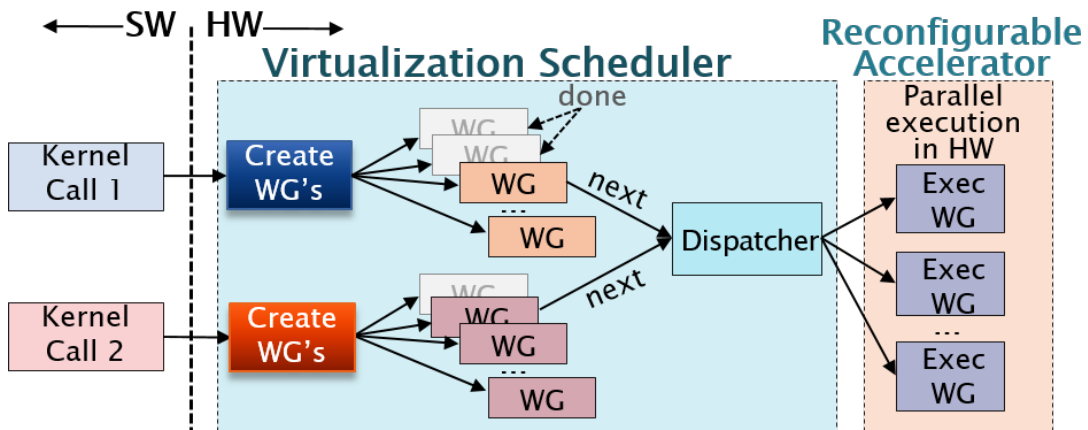 SW HW
Virtualization Scheduler
Reconfigurable
Accelerator
done
Parallel
execution
in HW
Kernel
Call 1
Create
WG's
WG
WG
WG
...
WG
next
Dispatcher
Exec
WG
Exec
WG
...
Exec
WG
Kernel
Call 2
Create
WG's
WG
WG
WG
...
WG
next